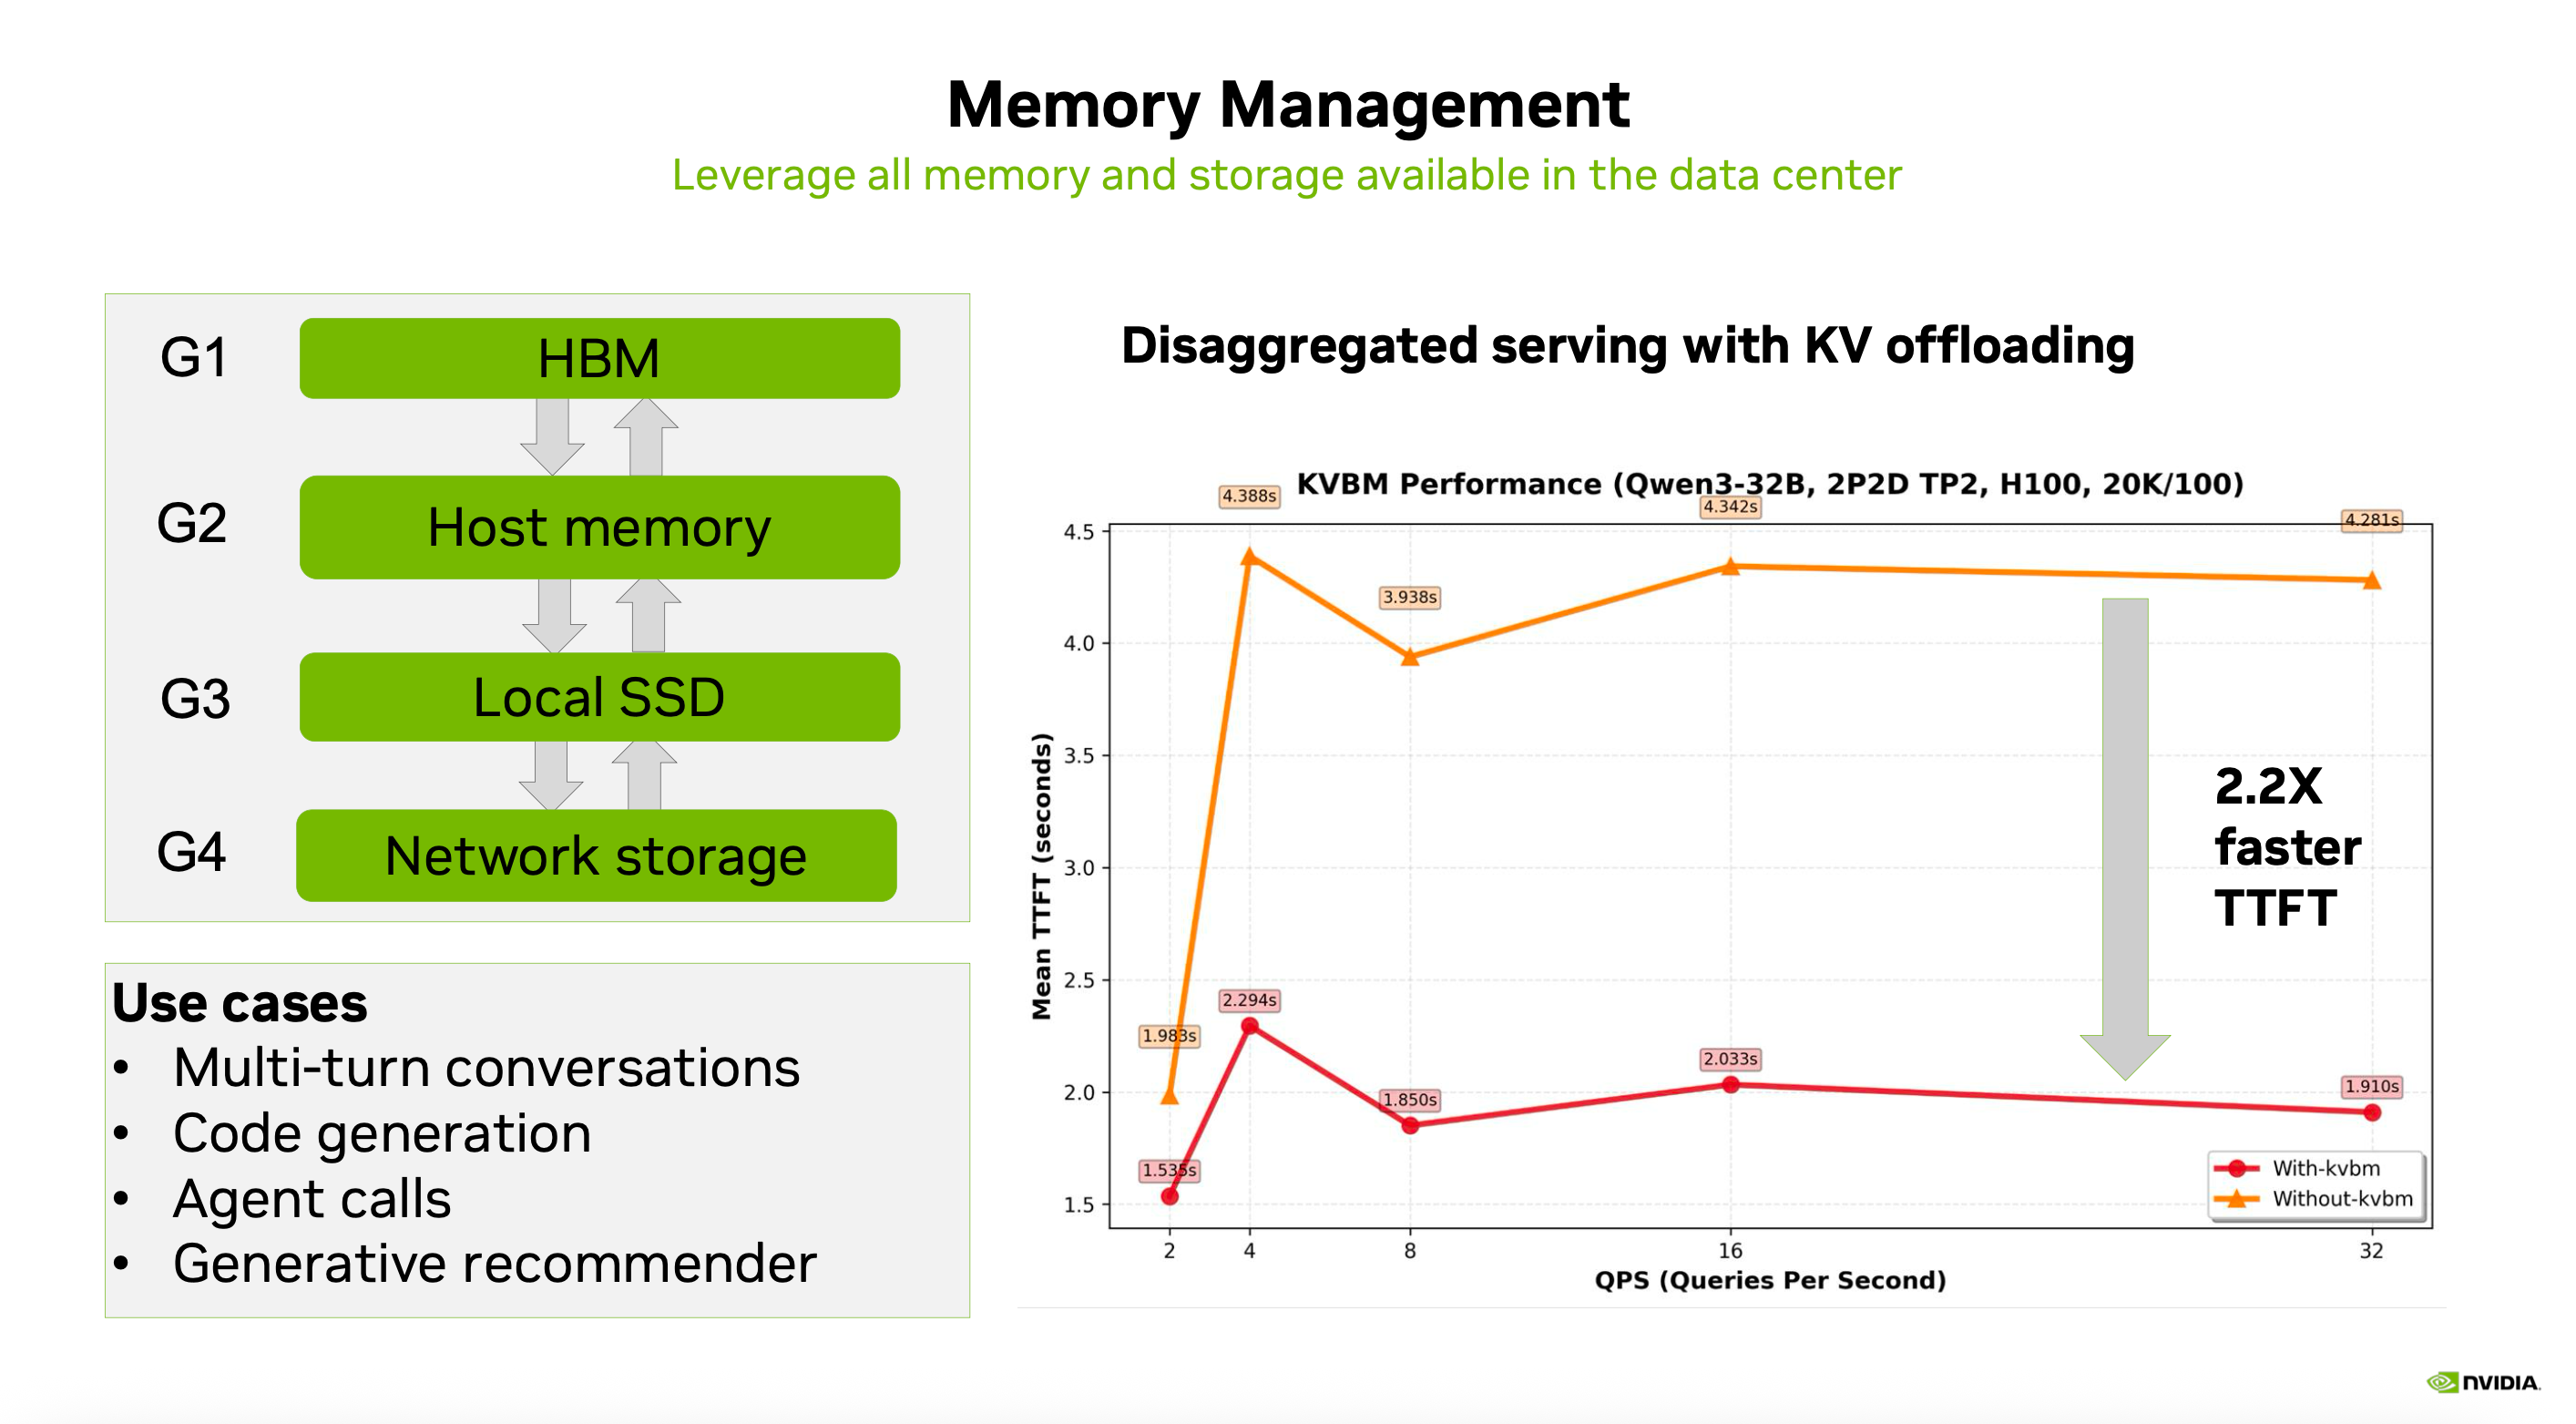 Memory Management
Leverage all memory and storage available in the data center
G1
HBM
G2
Host memory
G3
Local SSD
G4
Network storage
Use cases
• Multi-turn conversations
• Code generation
• Agent calls
• Generative recommender
Disaggregated serving with KV offloading
KVBM Performance (Qwen3-32B, 2P2D TP2, H100, 20K/100)
4.388s
4.342s
4.281s
3.938s
1.983s
2.294s
1.535s
1.850s
2.033s
1.910s
4.5
4.0
3.5
3.0
2.5
2.0
1.5
Mean TTFT (seconds)
2.2X
faster
TTFT
With-kvbm
Without-kvbm
2 4 8 16 32
QPS (Queries Per Second)
NVIDIA.